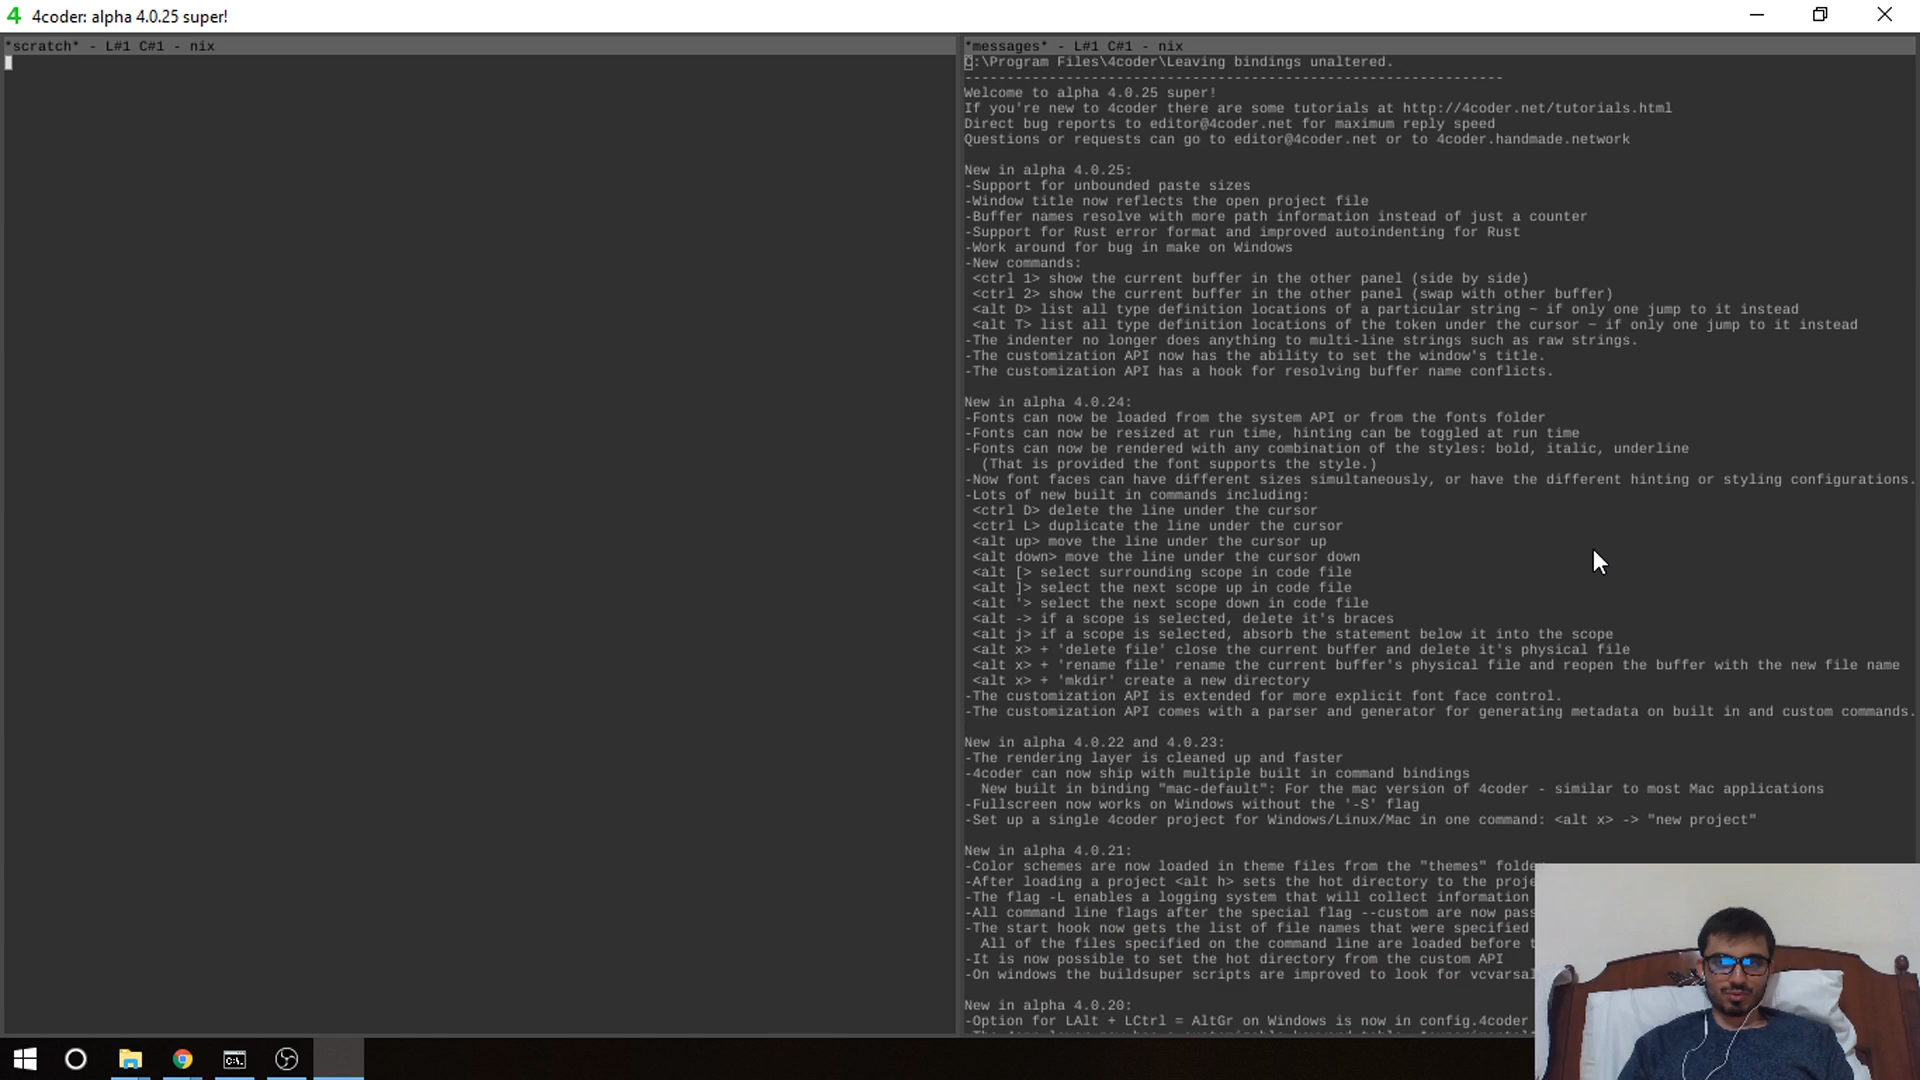 4 4coder: alpha 4.0.25 super!
*scratch* - L#1 C#1 - nix
*messages* - L#1 C#1 - nix
C:\Program Files\4coder\Leaving bindings unaltered.
----------------------------------------------------------------
Welcome to alpha 4.0.25 super!
If you're new to 4coder there are some tutorials at http://4coder.net/tutorials.html
Direct bug reports to editor@4coder.net for maximum reply speed
Questions or requests can go to editor@4coder.net or to 4coder.handmade.network
New in alpha 4.0.25:
-Support for unbounded paste sizes
-Window title now reflects the open project file
-Buffer names resolve with more path information instead of just a counter
-Support for Rust error format and improved autoindenting for Rust
-Work around for bug in make on Windows
-New commands:
<ctrl 1> show the current buffer in the other panel (side by side)
<ctrl 2> show the current buffer in the other panel (swap with other buffer)
<alt D> list all type definition locations of a particular string ~ if only one jump to it instead
<alt T> list all type definition locations of the token under the cursor ~ if only one jump to it instead
-The indenter no longer does anything to multi-line strings such as raw strings.
-The customization API now has the ability to set the window's title.
-The customization API has a hook for resolving buffer name conflicts.
New in alpha 4.0.24:
-Fonts can now be loaded from the system API or from the fonts folder
-Fonts can now be resized at run time, hinting can be toggled at run time
-Fonts can now be rendered with any combination of the styles: bold, italic, underline
(That is provided the font supports the style.)
-Now font faces can have different sizes simultaneously, or have the different hinting or styling configurations.
-Lots of new built in commands including:
<ctrl D> delete the line under the cursor
<ctrl L> duplicate the line under the cursor
<alt up> move the line under the cursor up
<alt down> move the line under the cursor down
<alt [> select surrounding scope in code file
<alt ]> select the next scope up in code file
<alt '> select the next scope down in code file
<alt -> if a scope is selected, delete it's braces
<alt j> if a scope is selected, absorb the statement below it into the scope
<alt x> + 'delete file' close the current buffer and delete it's physical file
<alt x> + 'rename file' rename the current buffer's physical file and reopen the buffer with the new file name
<alt x> + 'mkdir' create a new directory
-The customization API is extended for more explicit font face control.
-The customization API comes with a parser and generator for generating metadata on built in and custom commands.
New in alpha 4.0.22 and 4.0.23:
-The rendering layer is cleaned up and faster
-4coder can now ship with multiple built in command bindings
New built in binding "mac-default": For the mac version of 4coder - similar to most Mac applications
-Fullscreen now works on Windows without the '-S' flag
-Set up a single 4coder project for Windows/Linux/Mac in one command: <alt x> -> "new project"
New in alpha 4.0.21:
-Color schemes are now loaded in theme files from the "themes" folde
-After loading a project <alt h> sets the hot directory to the proje
-The flag -L enables a logging system that will collect information
-All command line flags after the special flag --custom are now pas
-The start hook now gets the list of file names that were specified
All of the files specified on the command line are loaded before t
-It is now possible to set the hot directory from the custom API
-On windows the buildsuper scripts are improved to look for vcvarsal
New in alpha 4.0.20:
-Option for LAlt + LCtrl = AltGr on Windows is now in config.4coder